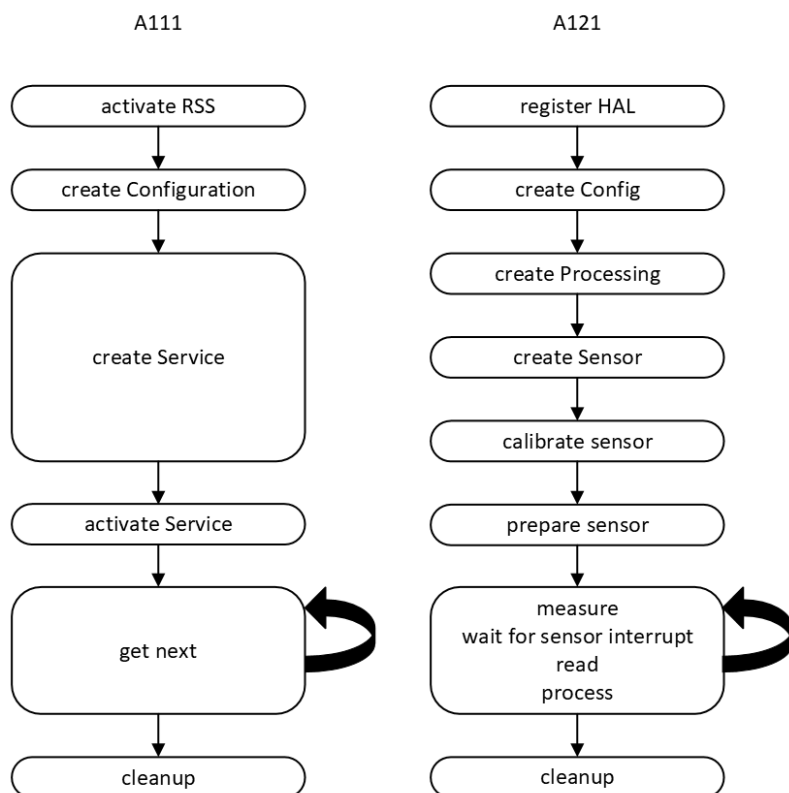 A111
activate RSS
create Configuration
create Service
activate Service
get next
cleanup
A121
register HAL
create Config
create Processing
create Sensor
calibrate sensor
prepare sensor
measure
wait for sensor interrupt
read
process
cleanup